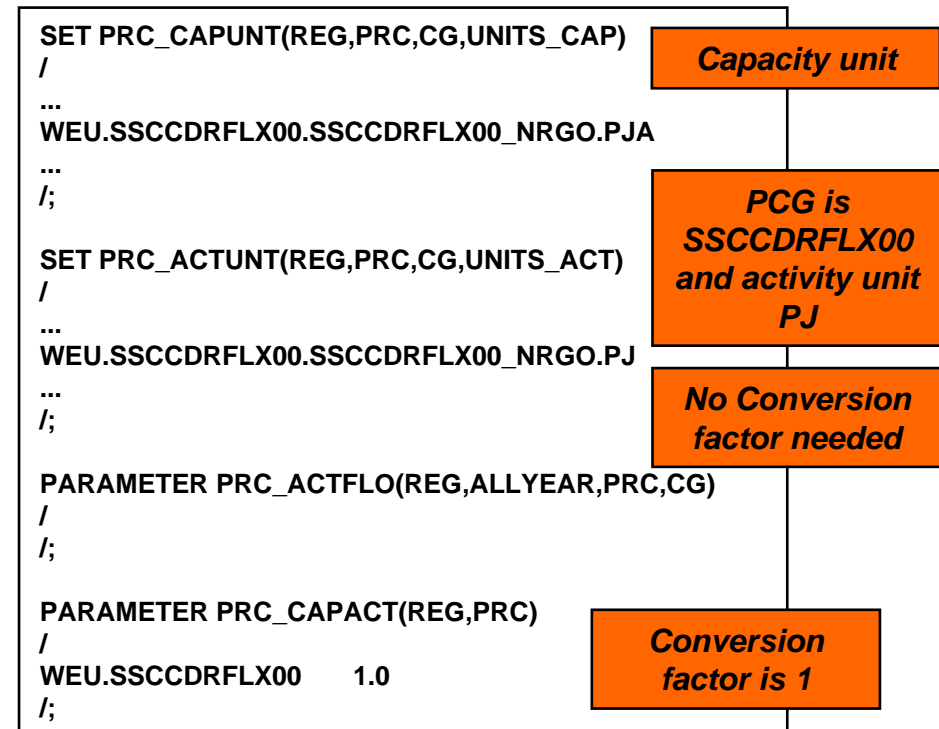 SET PRC_CAPUNT(REG,PRC,CG,UNITS_CAP)
/
...
WEU.SSCCDRFLX00.SSCCDRFLX00_NRGO.PJA
...
/;
SET PRC_ACTUNT(REG,PRC,CG,UNITS_ACT)
/
...
WEU.SSCCDRFLX00.SSCCDRFLX00_NRGO.PJ
...
/;
PARAMETER PRC_ACTFLO(REG,ALLYEAR,PRC,CG)
/
/;
PARAMETER PRC_CAPACT(REG,PRC)
/
WEU.SSCCDRFLX00 1.0
/;
Capacity unit
PCG is
SSCCDRFLX00
and activity unit
PJ
No Conversion
factor needed
Conversion
factor is 1